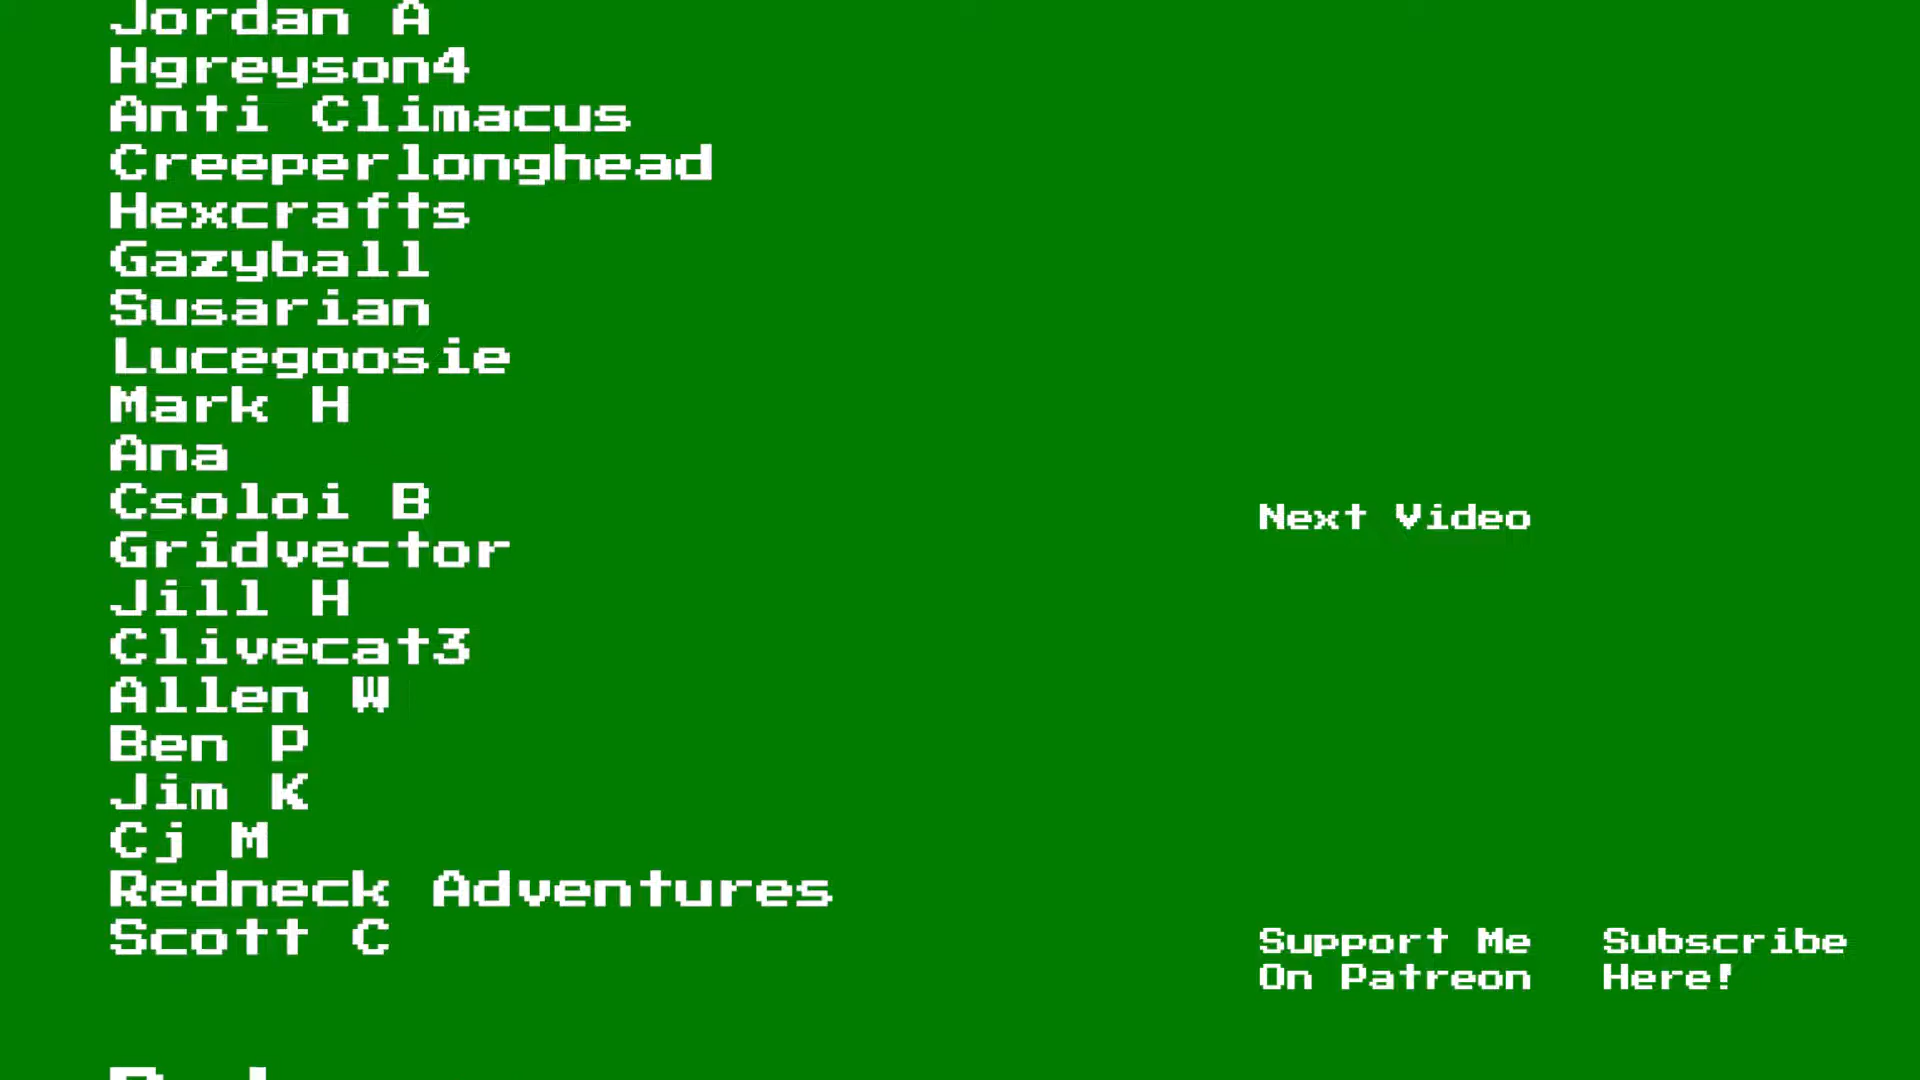 Jordan A
Hgreyson4
Anti Climacus
Creeperlonghead
Hexcrafts
Gazyball
Susarian
Lucegoosie
Mark H
Ana
Csoloi B
Gridvector
Jill H
Clivecat3
Allen W
Ben P
Jim K
Cj M
Redneck Adventures
Scott C
Next Video
Support Me
On Patreon
Subscribe
Here!